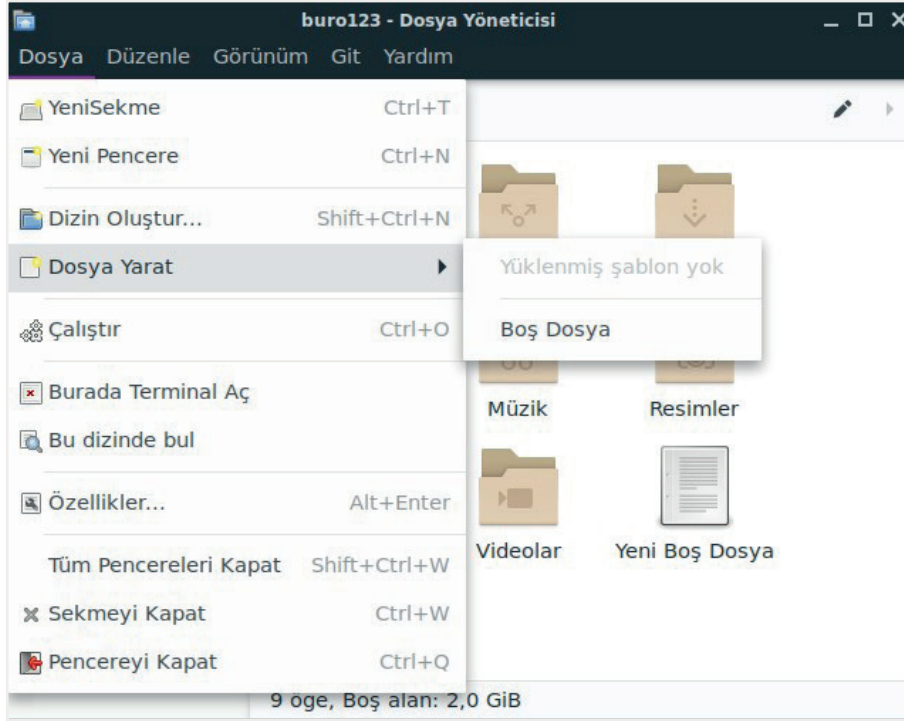 buro123 - Dosya Yöneticisi
Dosya Düzenle Görünüm Git Yardım
YeniSekme Ctrl+T
Yeni Pencere Ctrl+N
Dizin Oluştur... Shift+Ctrl+N
Dosya Yarat
Yüklenmiş şablon yok
Boş Dosya
Çalıştır Ctrl+O
Burada Terminal Aç
Bu dizinde bul
Özellikler... Alt+Enter
Tüm Pencereleri Kapat Shift+Ctrl+W
Sekmeyi Kapat Ctrl+W
Pencereyi Kapat Ctrl+Q
Müzik Resimler
Videolar Yeni Boş Dosya
9 öge, Boş alan: 2,0 GiB